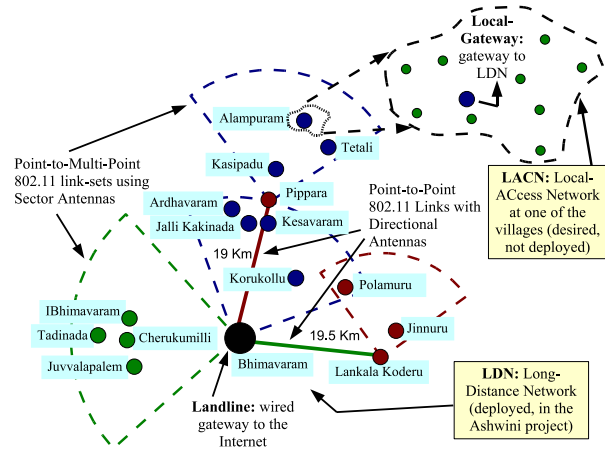 Local-
Gateway:
gateway to
LDN
Alampuram
Tetali
Kasipadu
Point-to-Multi-Point
802.11 link-sets using
Sector Antennas
Pippara
Point-to-Point
802.11 Links with
Directional
Antennas
LACN: Local-
ACcess Network
at one of the
villages (desired,
not deployed)
Ardhavaram
Jalli Kakinada
Kesavaram
19 Km
Korukollu
Polamuru
IBhimavaram
Tadinada
Cherukumilli
Juvvalapalem
19.5 Km
Jinnuru
Bhimavaram
Lankala Koderu
Landline: wired
gateway to the
Internet
LDN: Long-
Distance Network
(deployed, in the
Ashwini project)